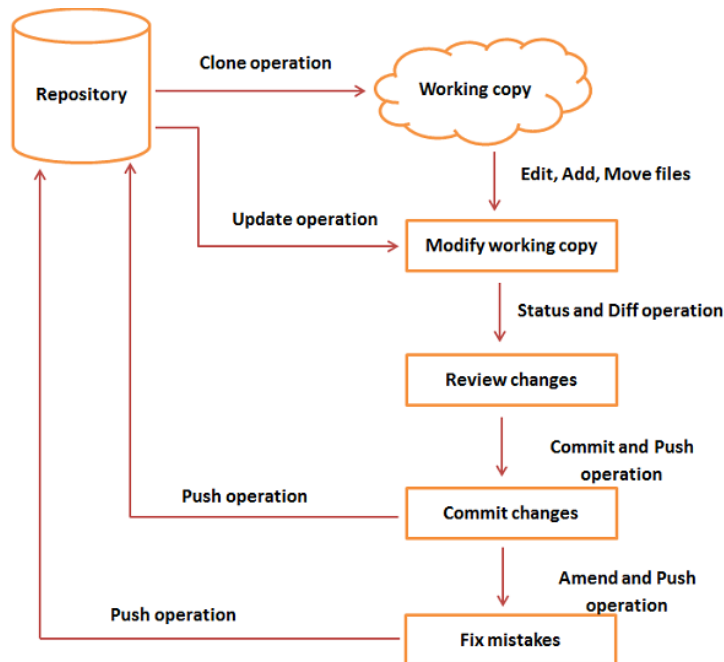 Clone operation
Repository
Working copy
Edit, Add, Move files
Update operation
Modify working copy
Status and Diff operation
Review changes
Commit and Push
operation
Push operation
Commit changes
Amend and Push
operation
Push operation
Fix mistakes